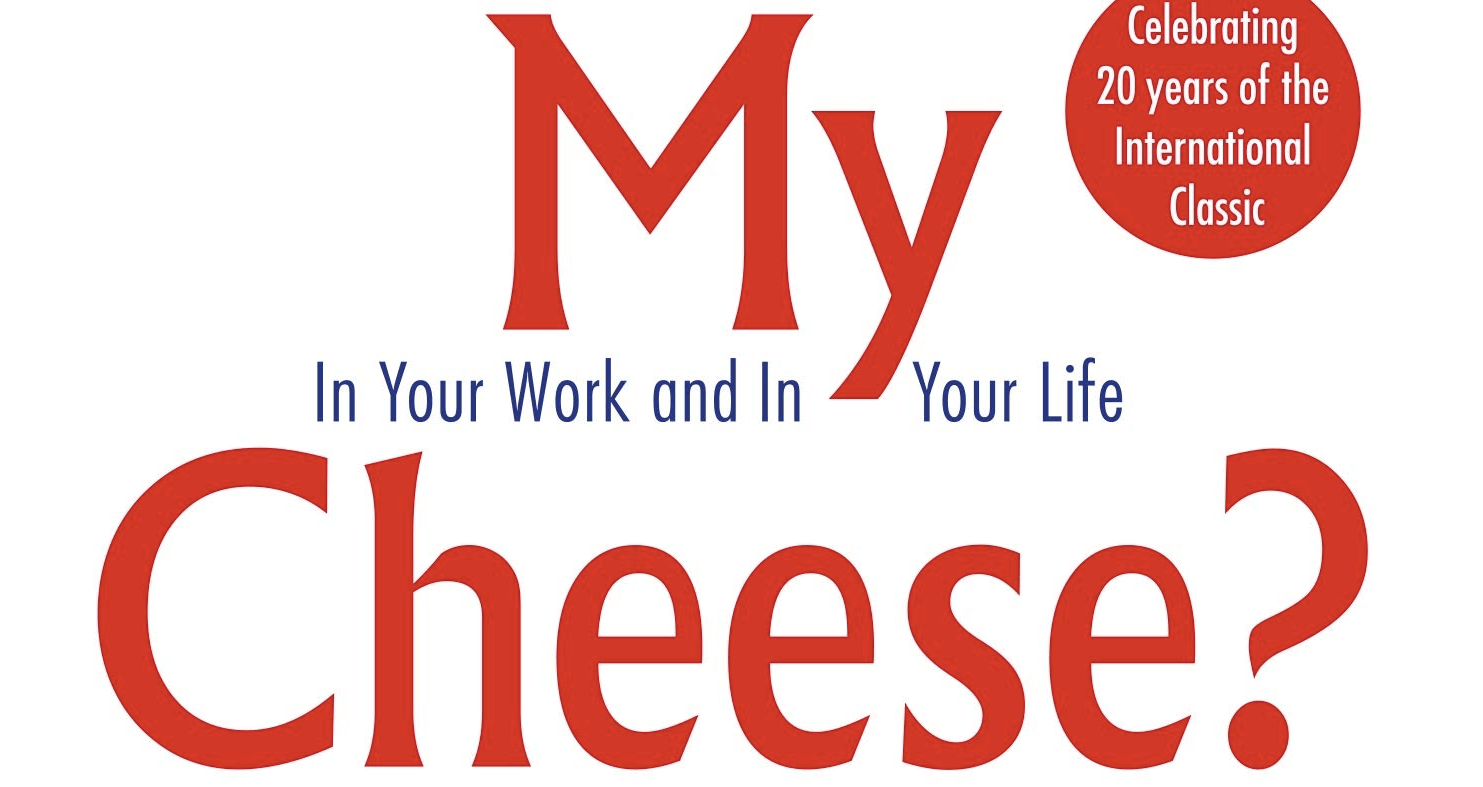 My
Celebrating
20 years of the
International
Classic
In Your Work and In Your Life
Cheese?